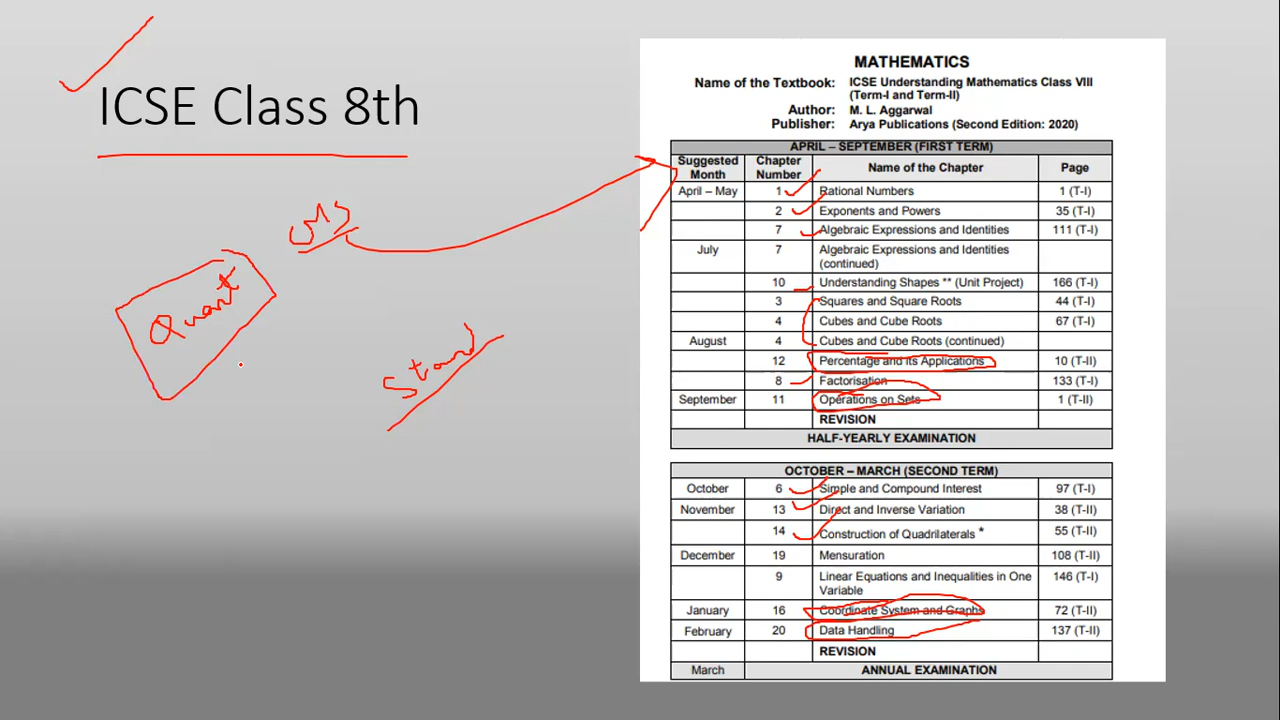 ICSE Class 8th
Quant
Stand
MATHEMATICS
Name of the Textbook: ICSE Understanding Mathematics Class VIII
(Term-I and Term-II)
Author: M. L. Aggarwal
Publisher: Arya Publications (Second Edition: 2020)
APRIL – SEPTEMBER (FIRST TERM)
Suggested Month Chapter Number Name of the Chapter Page
April – May 1 Rational Numbers 1 (T-I)
2 Exponents and Powers 35 (T-I)
7 Algebraic Expressions and Identities 111 (T-I)
July 7 Algebraic Expressions and Identities
(continued)
10 Understanding Shapes ** (Unit Project) 166 (T-I)
3 Squares and Square Roots 44 (T-I)
4 Cubes and Cube Roots 67 (T-I)
August 4 Cubes and Cube Roots (continued)
12 Percentage and its Applications 10 (T-II)
8 Factorisation 133 (T-I)
September 11 Operations on Sets 1 (T-II)
REVISION
HALF-YEARLY EXAMINATION
OCTOBER – MARCH (SECOND TERM)
October 6 Simple and Compound Interest 97 (T-I)
November 13 Direct and Inverse Variation 38 (T-II)
14 Construction of Quadrilaterals * 55 (T-II)
December 19 Mensuration 108 (T-II)
9 Linear Equations and Inequalities in One
Variable 146 (T-I)
January 16 Coordinate System and Graphs 72 (T-II)
February 20 Data Handling 137 (T-II)
REVISION
March ANNUAL EXAMINATION